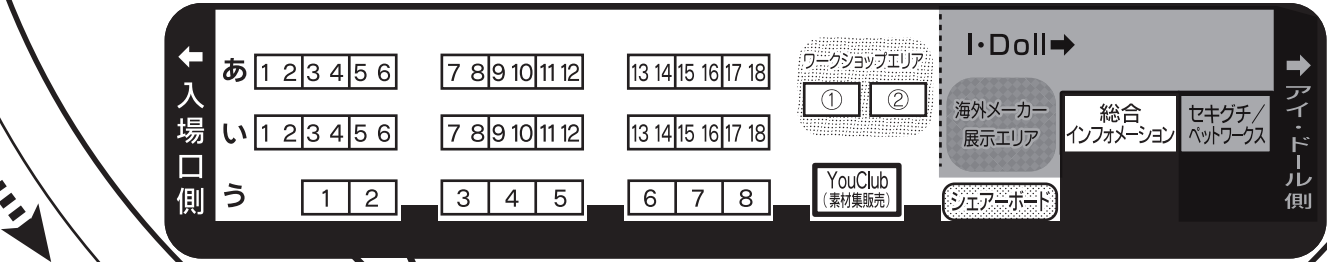 ←入場口側
あ 1 2 3 4 5 6 7 8 9 10 11 12 13 14 15 16 17 18
い 1 2 3 4 5 6 7 8 9 10 11 12 13 14 15 16 17 18
う 1 2 3 4 5 6 7 8
ワークショップエリア
① ②
YouClub
(素材集販売)
I・Doll→
海外メーカー
展示エリア
シェアーボード
総合
インフォメーション
セキグチ/
ペットワークス
→アイ・ドール側